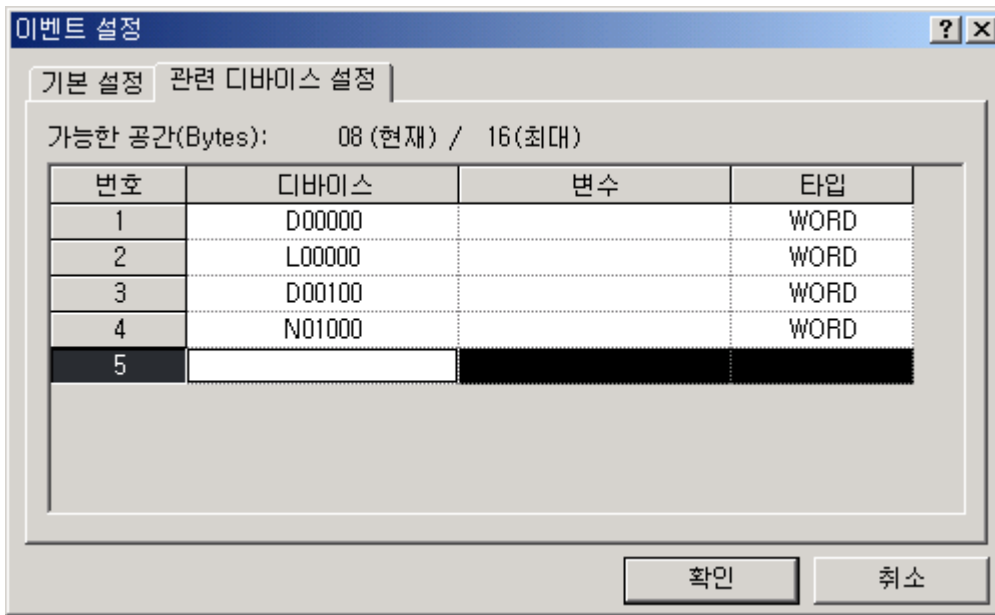 이벤트 설정
기본 설정 관련 디바이스 설정
가능한 공간(Bytes): 08 (현재) / 16(최대)
번호 디바이스 변수 타입
1 D00000 WORD
2 L00000 WORD
3 D00100 WORD
4 N01000 WORD
5
확인 취소